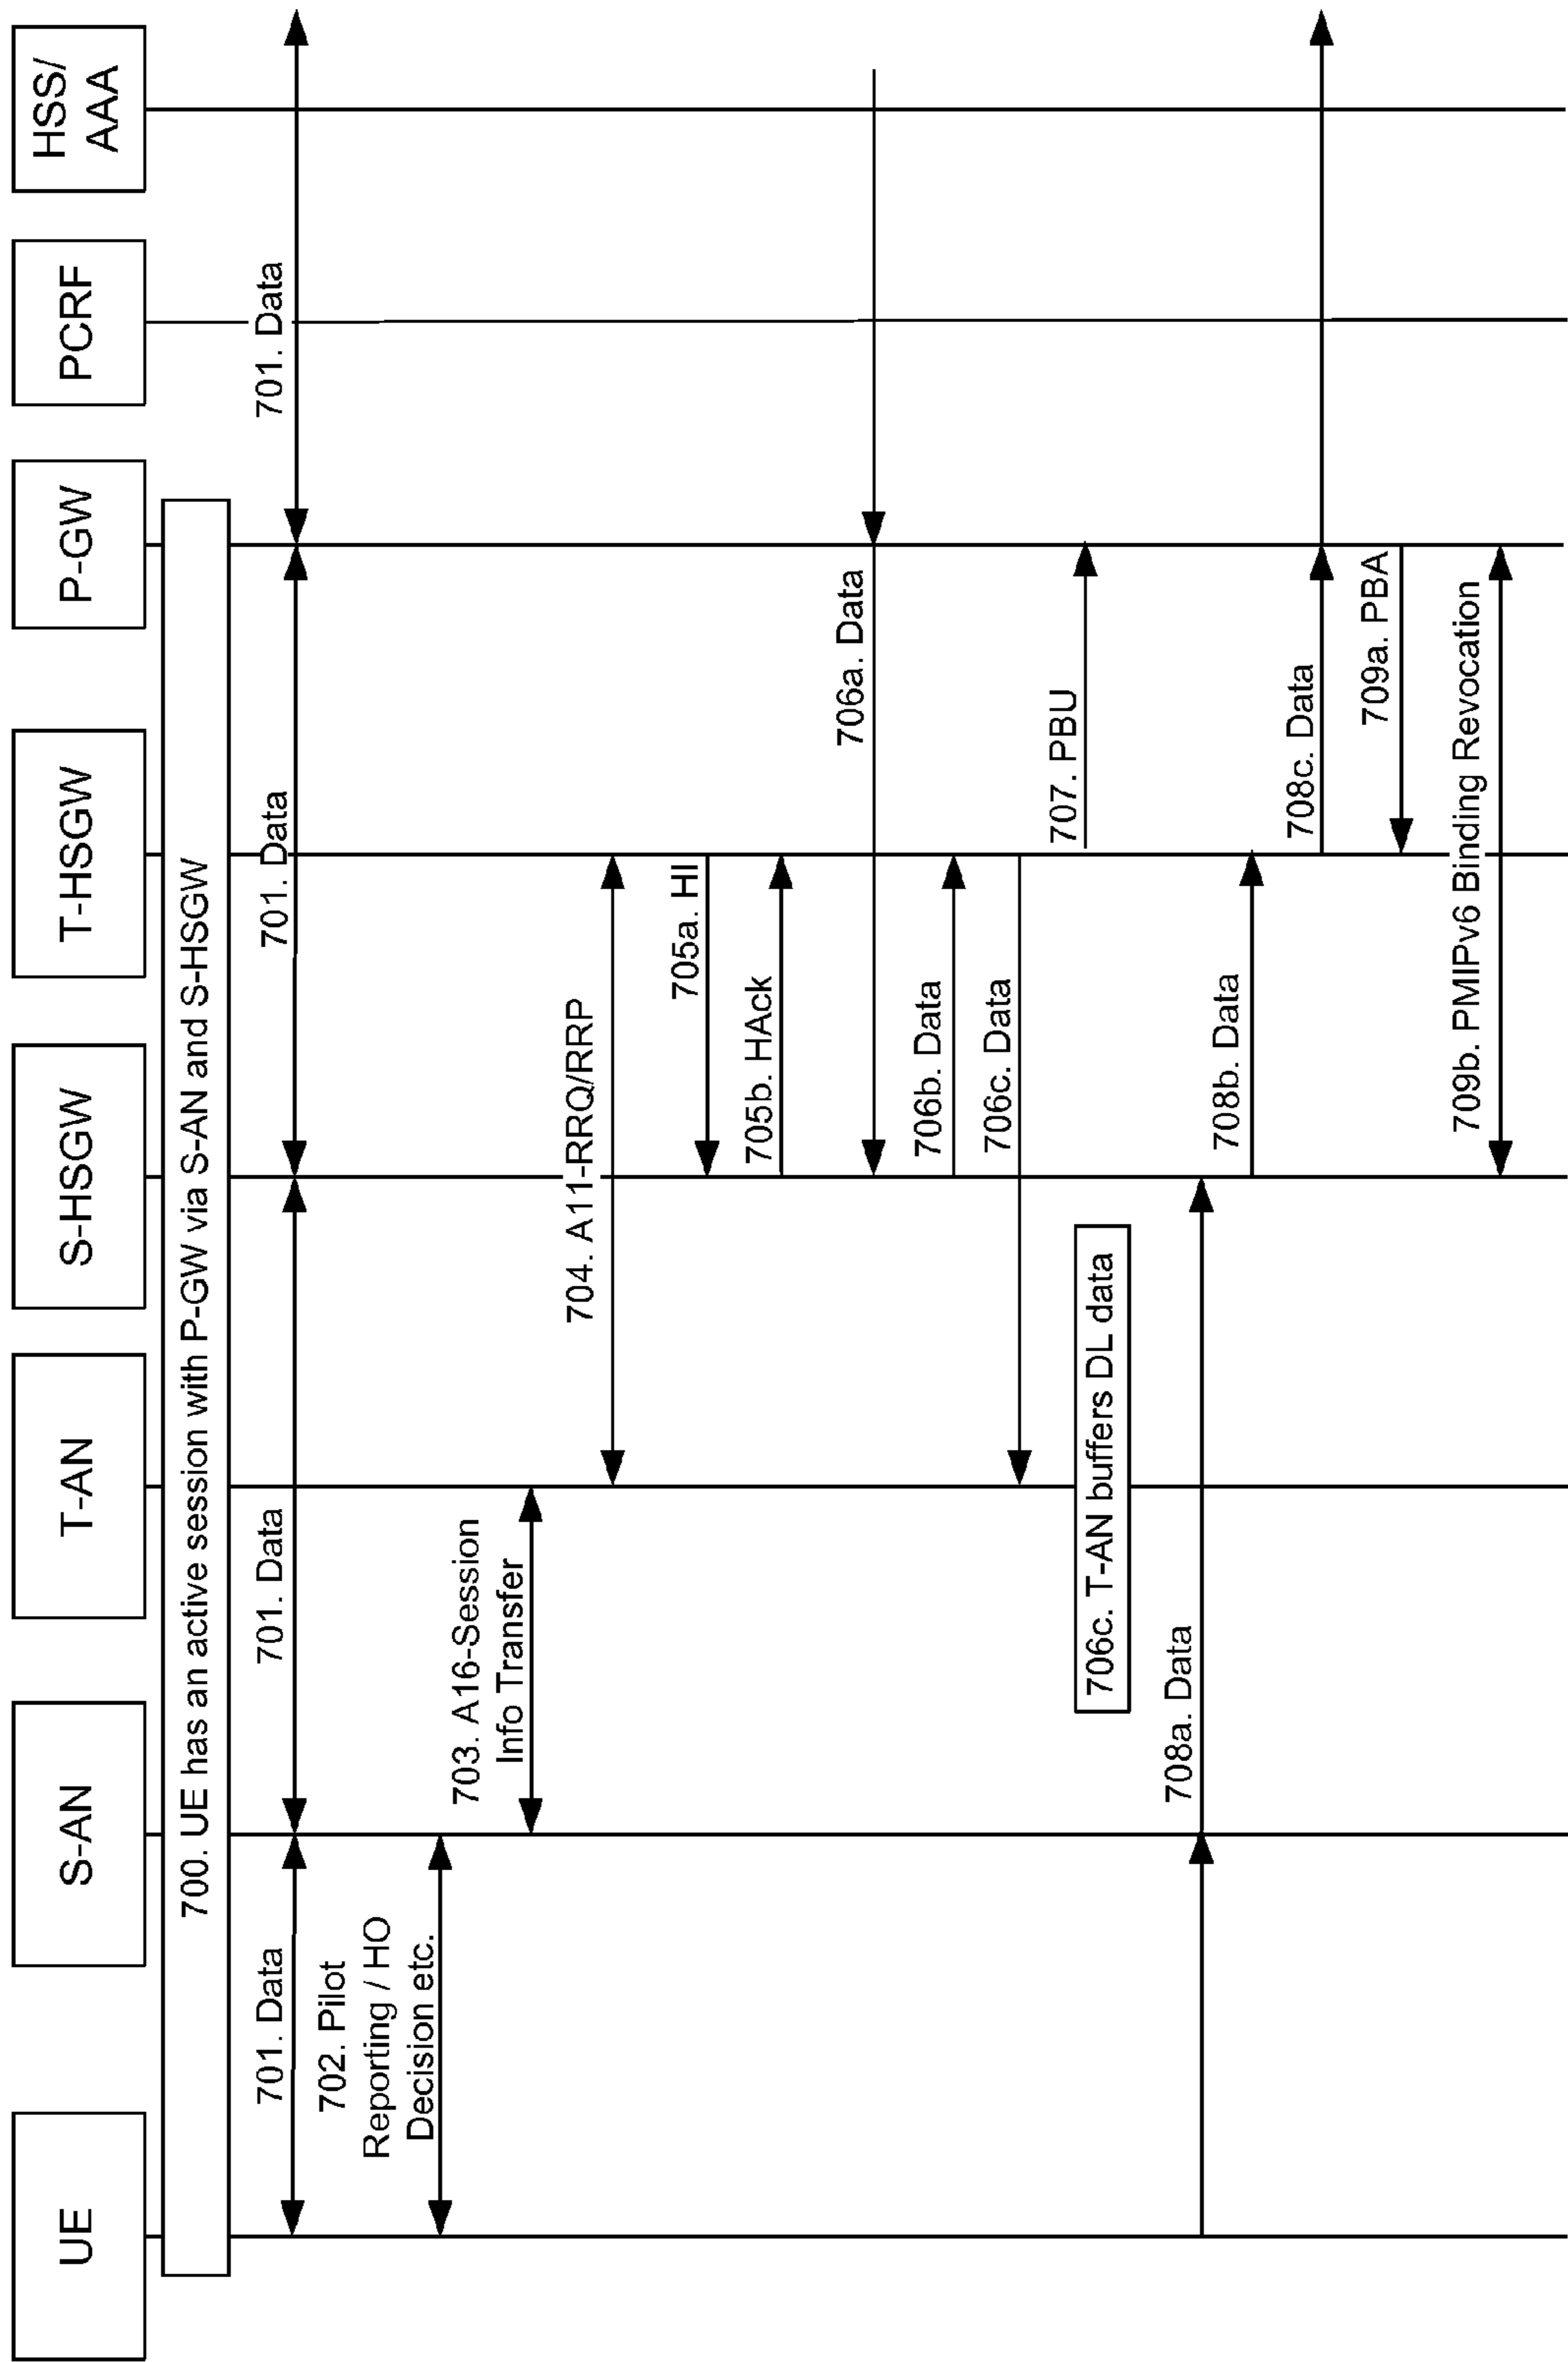 UE
S-AN
T-AN
S-HSGW
T-HSGW
P-GW
PCRF
HSS/
AAA
700. UE has an active session with P-GW via S-AN and S-HSGW
701. Data
701. Data
701. Data
701. Data
702. Pilot
Reporting / HO
Decision etc.
703. A16-Session
Info Transfer
704. A11-RRQ/RRP
705a. HI
705b. HAck
706a. Data
706b. Data
706c. Data
707. PBU
706c. T-AN buffers DL data
708a. Data
708b. Data
708c. Data
709a. PBA
709b. PMIPv6 Binding Revocation